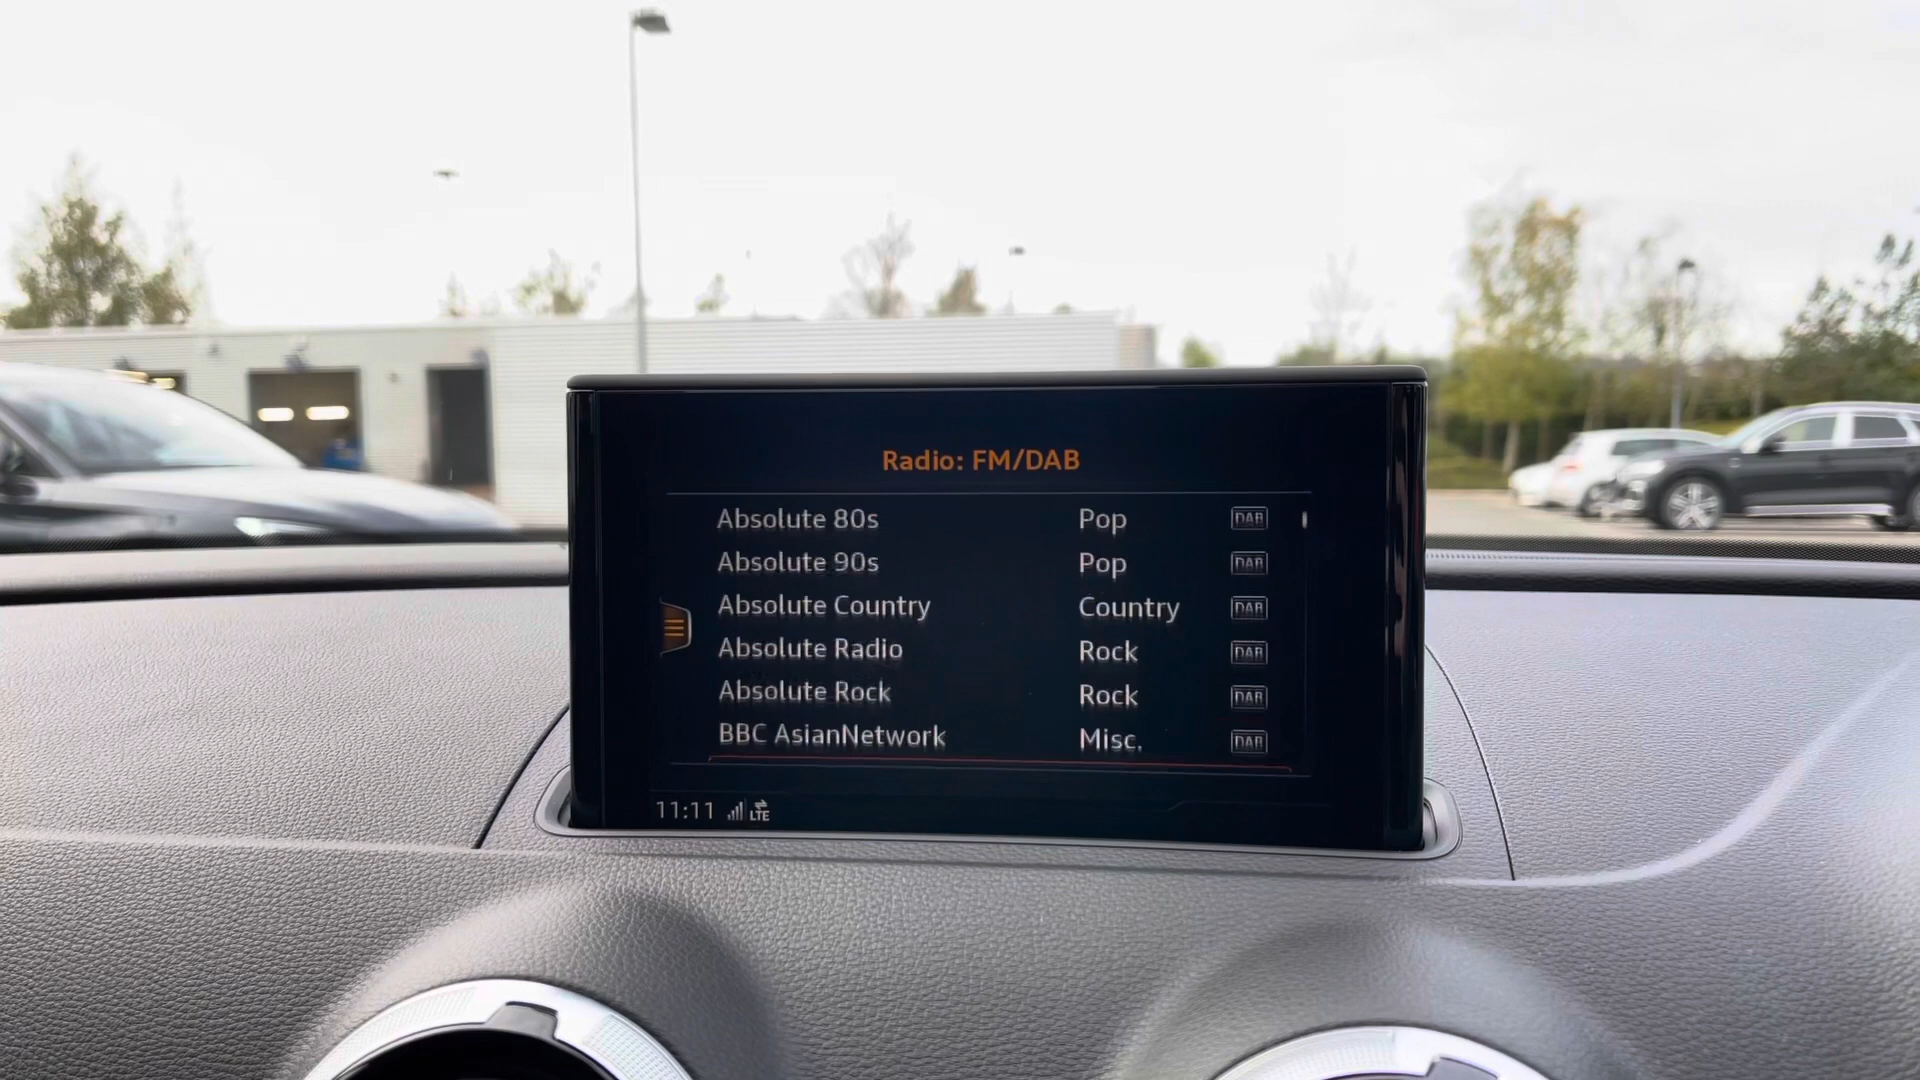 Radio: FM/DAB
Absolute 80s Pop DAB
Absolute 90s Pop DAB
Absolute Country Country DAB
Absolute Radio Rock DAB
Absolute Rock Rock DAB
BBC AsianNetwork Misc. DAB
11:11 LTE